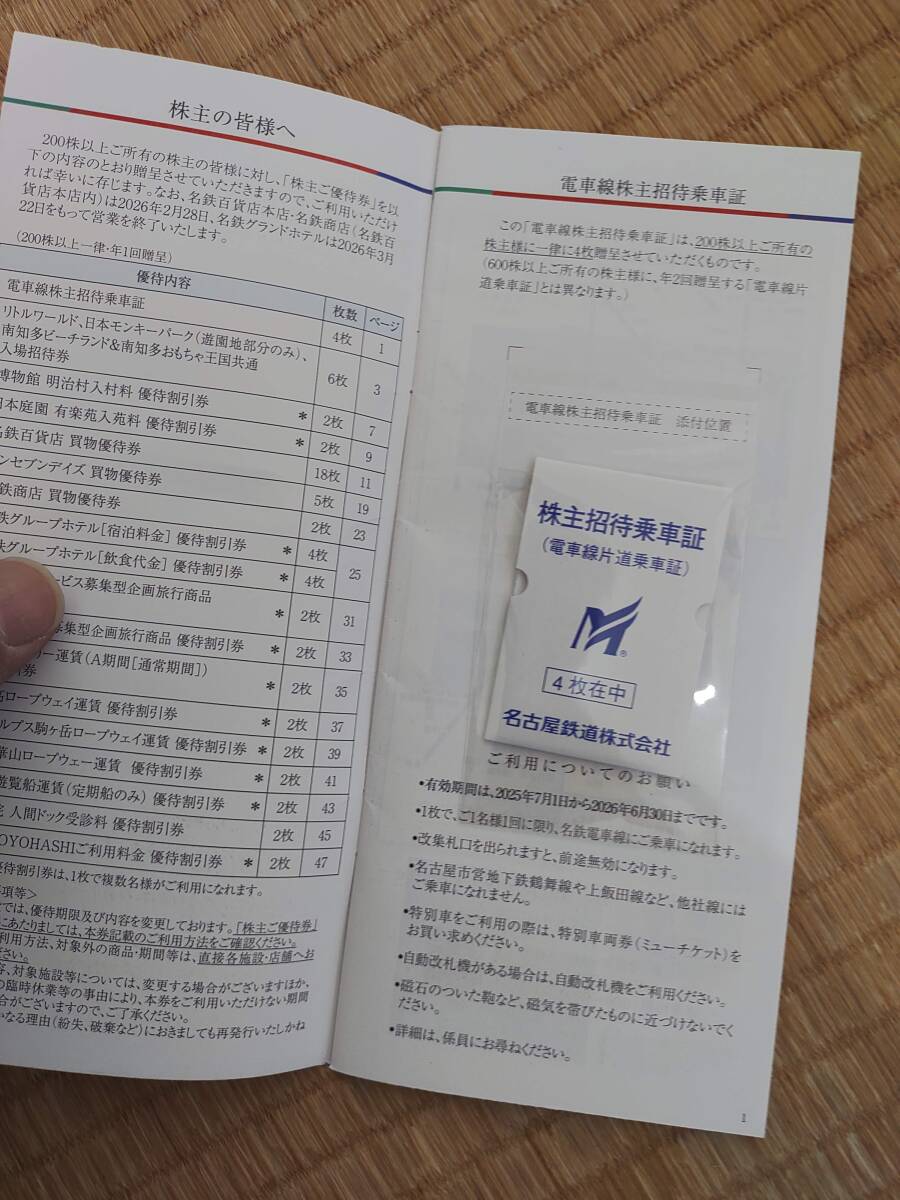 株主の皆様へ
200株以上ご所有の株主の皆様に対し、「株主ご優待券」を以
下の内容のとおり贈呈させていただきますので、ご利用いただけ
れば幸いに存じます。なお、名鉄百貨店本店・名鉄商店(名鉄百
貨店本店内)は2026年2月28日、名鉄グランドホテルは2026年3月
22日をもって営業を終了いたします。
(200株以上一律・年1回贈呈)
優待内容 枚数 ページ
電車線株主招待乗車証 4枚 1
リトルワールド、日本モンキーパーク(遊園地部分のみ)、
南知多ビーチランド&南知多おもちゃ王国共通
入場招待券 6枚 3
博物館 明治村入村料 優待割引券 * 2枚 7
日本庭園 有楽苑入苑料 優待割引券 * 2枚 9
名鉄百貨店 買物優待券 18枚 11
ンセブンデイズ 買物優待券 5枚 19
鉄商店 買物優待券 2枚 23
鉄グループホテル[宿泊料金] 優待割引券 * 4枚 25
鉄グループホテル[飲食代金] 優待割引券 * 4枚
ービス募集型企画旅行商品 * 2枚 31
募集型企画旅行商品 優待割引券 * 2枚 33
リー運賃(A期間[通常期間])
券 * 2枚 35
高ロープウェイ運賃 優待割引券 * 2枚 37
ルプス駒ヶ岳ロープウェイ運賃 優待割引券 * 2枚 39
華山ロープウェー運賃 優待割引券 * 2枚 41
遊覧船運賃(定期船のみ) 優待割引券 * 2枚 43
人間ドック受診料 優待割引券 2枚 45
OYOHASHIご利用料金 優待割引券 * 2枚 47
優待割引券は、1枚で複数名様がご利用になれます。
事項等>
では、優待期限及び内容を変更しております。「株主ご優待券」
にあたりましては、本券記載のご利用方法をご確認ください。
利用方法、対象外の商品・期間等は、直接各施設・店舗へお
ださい。
容、対象施設等については、変更する場合がございますほか、
の臨時休業等の事由により、本券をご利用いただけない期間
合がございますので、ご了承ください。
かなる理由(紛失、破棄など)におきましても再発行いたしかね
電車線株主招待乗車証
この「電車線株主招待乗車証」は、200株以上ご所有の
株主様に一律に4枚贈呈させていただくものです。
(600株以上ご所有の株主様に、年2回贈呈する「電車線片
道乗車証」とは異なります。)
電車線株主招待乗車証 添付位置
株主招待乗車証
(電車線片道乗車証)
M®
4枚在中
名古屋鉄道株式会社
ご利用についてのお願い
•有効期間は、2025年7月1日から2026年6月30日までです。
•1枚で、ご1名様1回に限り、名鉄電車線にご乗車になれます。
•改集札口を出られますと、前途無効になります。
•名古屋市営地下鉄鶴舞線や上飯田線など、他社線には
ご乗車になれません。
•特別車をご利用の際は、特別車両券(ミューチケット)を
お買い求めください。
•自動改札機がある場合は、自動改札機をご利用ください。
•磁石のついた鞄など、磁気を帯びたものに近づけないでく
ださい。
•詳細は、係員にお尋ねください。
1